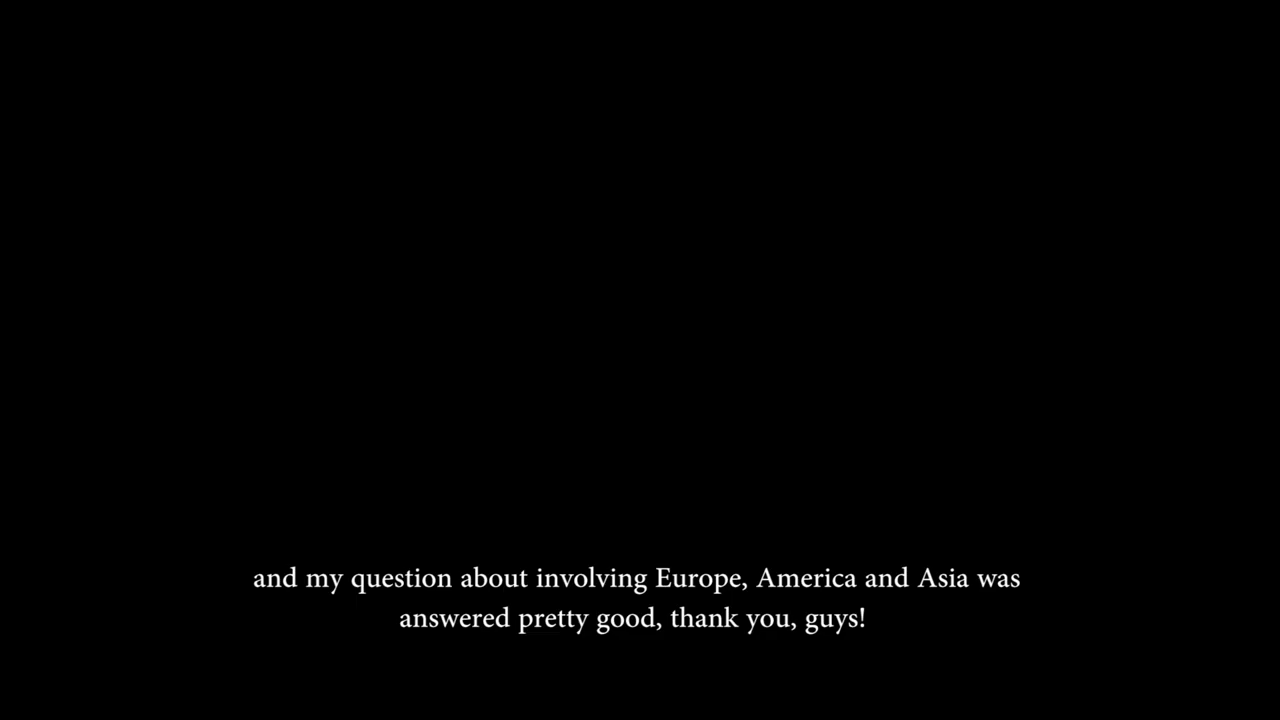 and my question about involving Europe, America and Asia was
answered pretty good, thank you, guys!